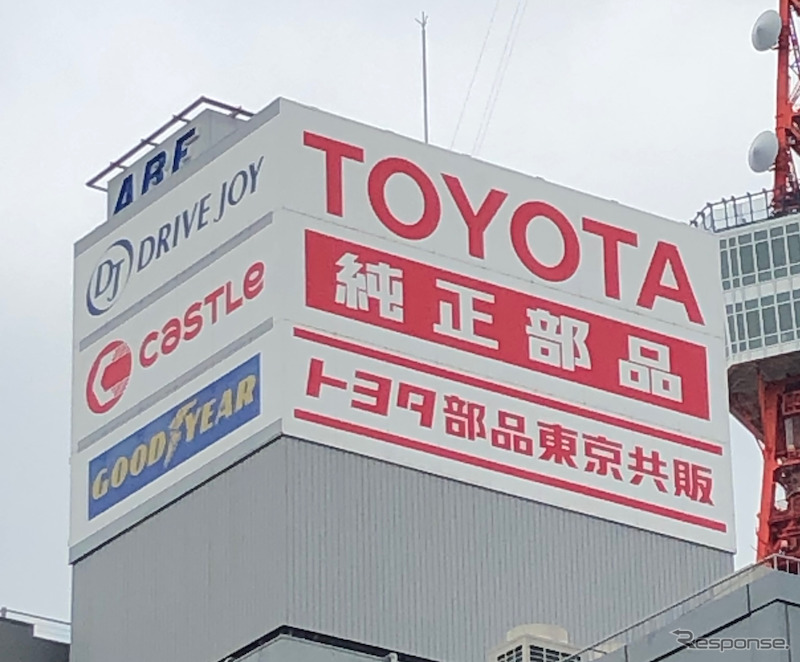 ABF
DJ DRIVE JOY
CASTLE
GOODYEAR
TOYOTA
純正部品
トヨタ部品東京共販
Response.